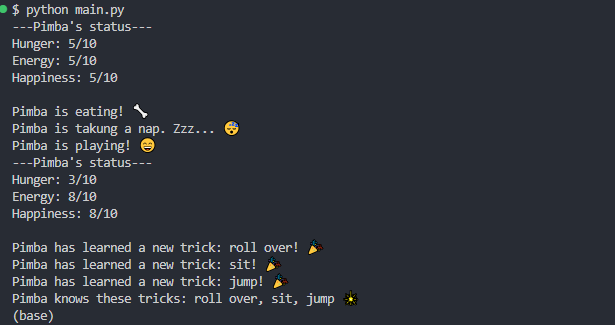 $ python main.py
---Pimba's status---
Hunger: 5/10
Energy: 5/10
Happiness: 5/10
Pimba is eating! 🦴
Pimba is takung a nap. Zzz... 😴
Pimba is playing! 😄
---Pimba's status---
Hunger: 3/10
Energy: 8/10
Happiness: 8/10
Pimba has learned a new trick: roll over! 🎉
Pimba has learned a new trick: sit! 🎉
Pimba has learned a new trick: jump! 🎉
Pimba knows these tricks: roll over, sit, jump 🌟
(base)